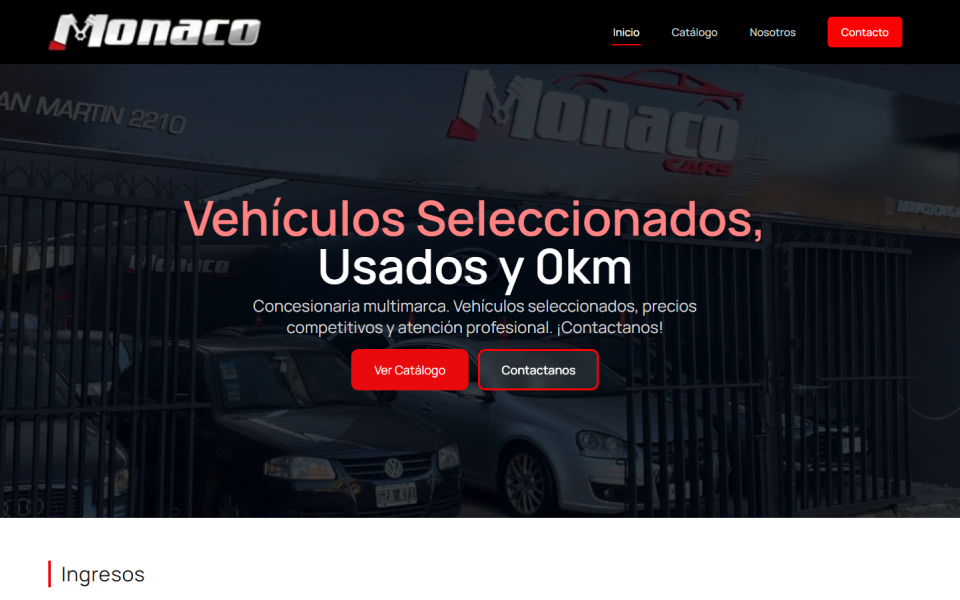 Monaco
Inicio
Catálogo
Nosotros
Contacto
AN MARTIN 2210
Monaco
CARS
Monaco
Vehículos Seleccionados,
Usados y 0km
Concesionaria multimarca. Vehículos seleccionados, precios
competitivos y atención profesional. ¡Contactanos!
Ver Catálogo
Contactanos
Ingresos